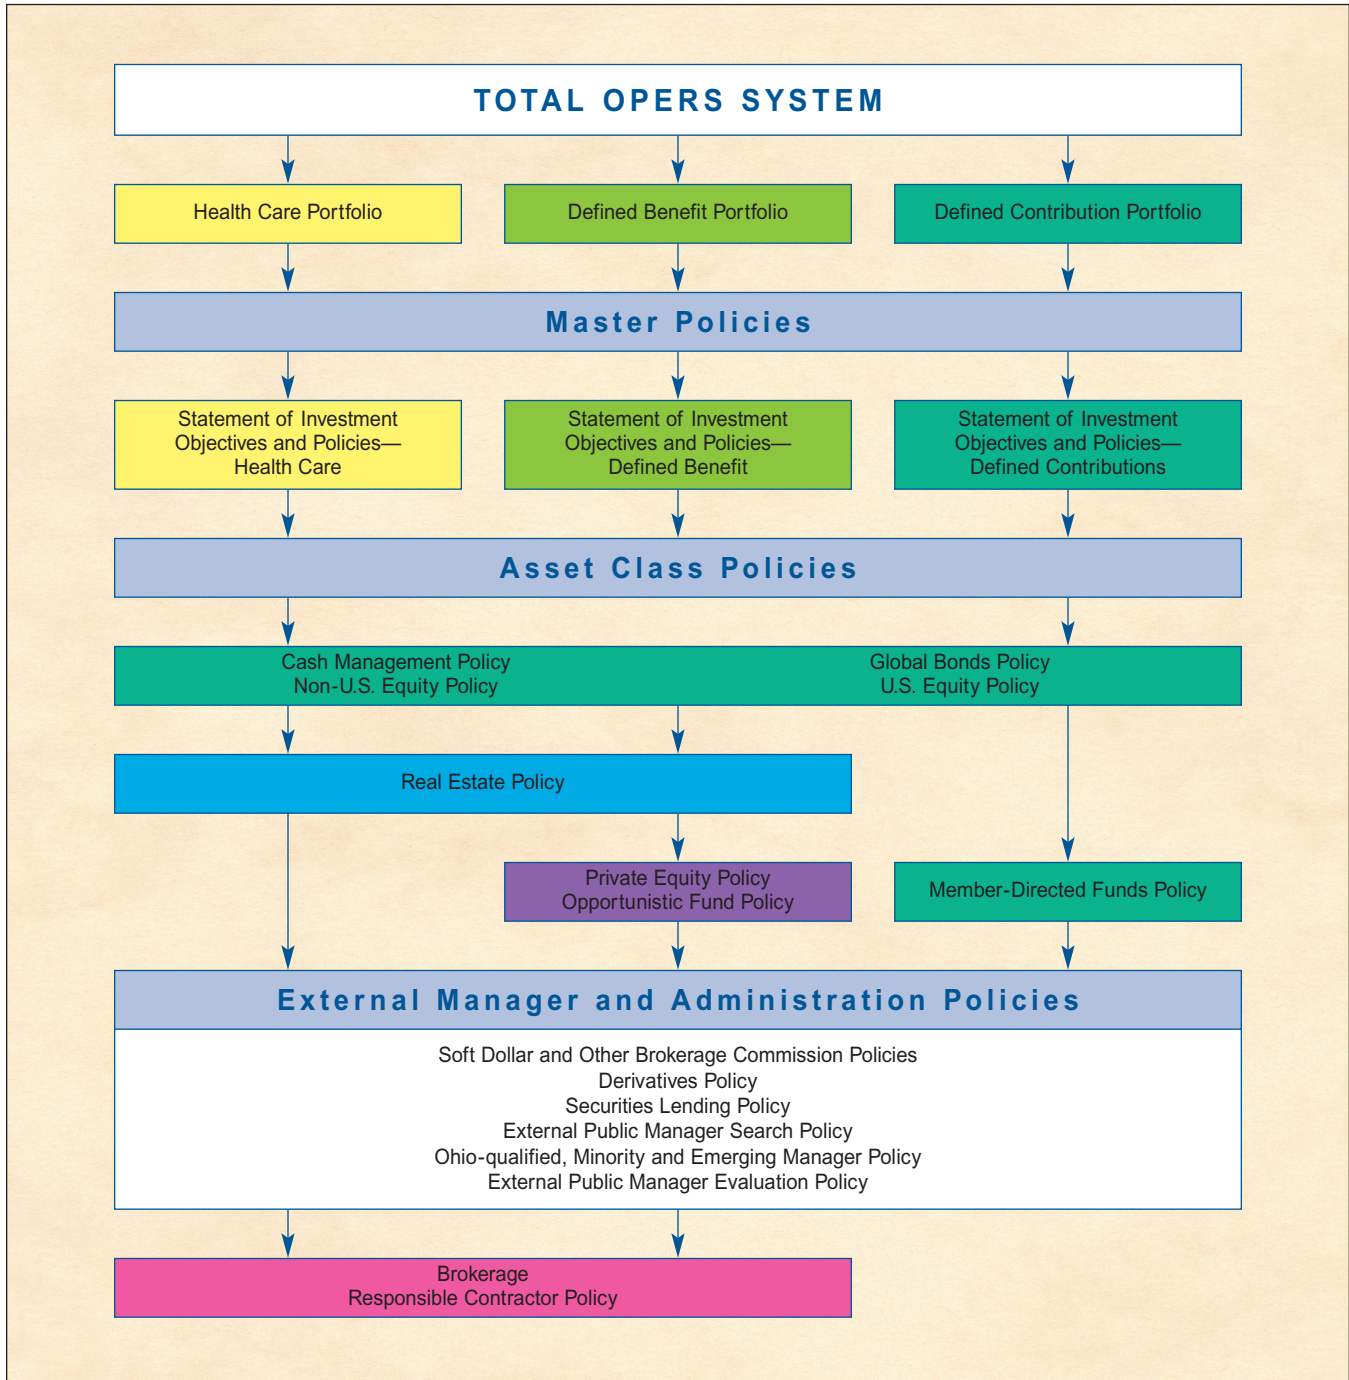 TOTAL OPERS SYSTEM
Health Care Portfolio
Defined Benefit Portfolio
Defined Contribution Portfolio
Master Policies
Statement of Investment
Objectives and Policies—
Health Care
Statement of Investment
Objectives and Policies—
Defined Benefit
Statement of Investment
Objectives and Policies—
Defined Contributions
Asset Class Policies
Cash Management Policy
Non-U.S. Equity Policy
Global Bonds Policy
U.S. Equity Policy
Real Estate Policy
Private Equity Policy
Opportunistic Fund Policy
Member-Directed Funds Policy
External Manager and Administration Policies
Soft Dollar and Other Brokerage Commission Policies
Derivatives Policy
Securities Lending Policy
External Public Manager Search Policy
Ohio-qualified, Minority and Emerging Manager Policy
External Public Manager Evaluation Policy
Brokerage
Responsible Contractor Policy